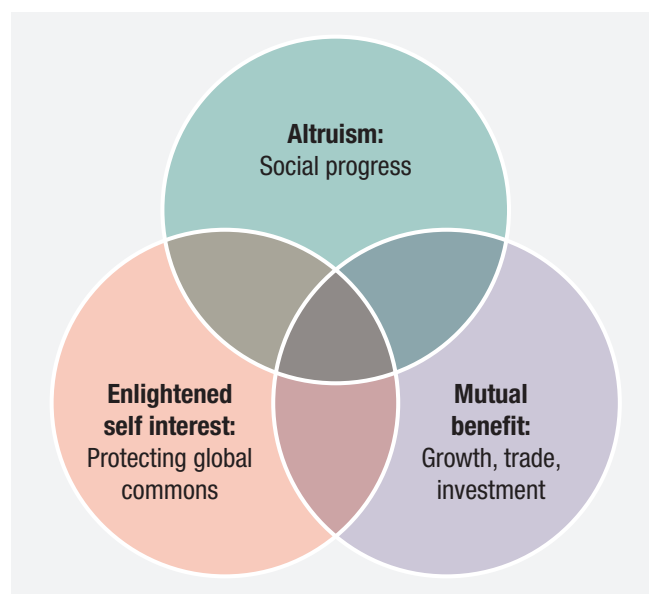 Altruism:
Social progress
Enlightened
self interest:
Protecting global
commons
Mutual
benefit:
Growth, trade,
investment